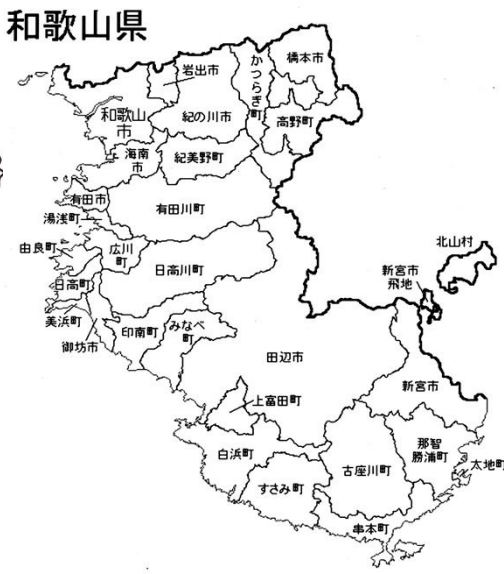 和歌山県
橋本市
岩出市
かつらぎ町
和歌山
市
紀の川市
高野町
海南
市
紀美野町
有田市
有田川町
湯浅町
由良町
広川
町
日高川町
北山村
新宮市
飛地
日高町
美浜町
御坊市
印南町
みなべ
町
田辺市
新宮市
上富田町
白浜町
那智
勝浦町
太地町
古座川町
すさみ町
串本町